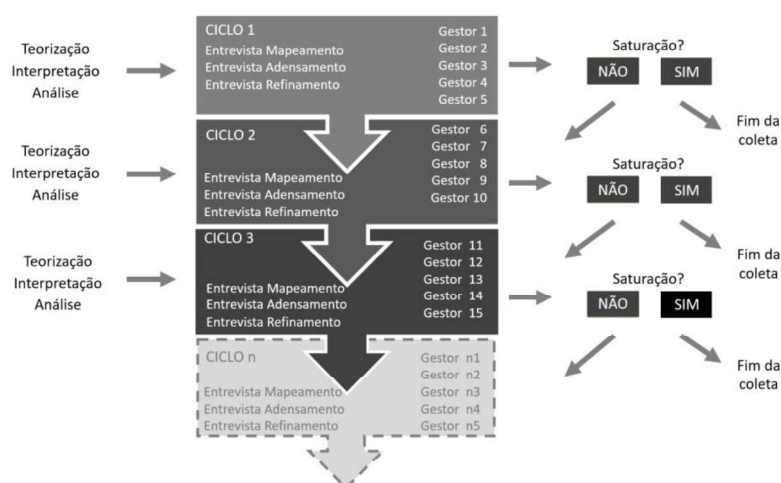 CICLO 1
Entrevista Mapeamento
Entrevista Adensamento
Entrevista Refinamento
Gestor 1
Gestor 2
Gestor 3
Gestor 4
Gestor 5
Teorização
Interpretação
Análise
Saturação?
NÃO
SIM
Fim da
coleta
CICLO 2
Entrevista Mapeamento
Entrevista Adensamento
Entrevista Refinamento
Gestor 6
Gestor 7
Gestor 8
Gestor 9
Gestor 10
Teorização
Interpretação
Análise
Saturação?
NÃO
SIM
Fim da
coleta
CICLO 3
Entrevista Mapeamento
Entrevista Adensamento
Entrevista Refinamento
Gestor 11
Gestor 12
Gestor 13
Gestor 14
Gestor 15
Teorização
Interpretação
Análise
Saturação?
NÃO
SIM
Fim da
coleta
CICLO n
Entrevista Mapeamento
Entrevista Adensamento
Entrevista Refinamento
Gestor n1
Gestor n2
Gestor n3
Gestor n4
Gestor n5